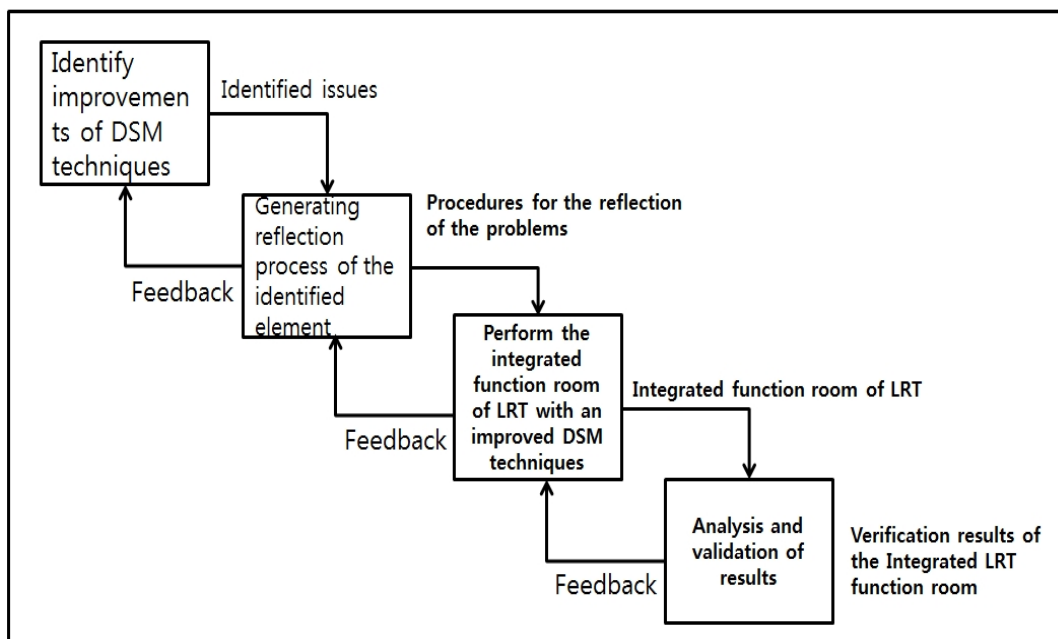 Identify
improvemen
ts of DSM
techniques
Identified issues
Generating
reflection
process of the
identified
element
Procedures for the reflection
of the problems
Feedback
Perform the
integrated
function room
of LRT with an
improved DSM
techniques
Integrated function room of LRT
Feedback
Analysis and
validation of
results
Verification results of
the Integrated LRT
function room
Feedback